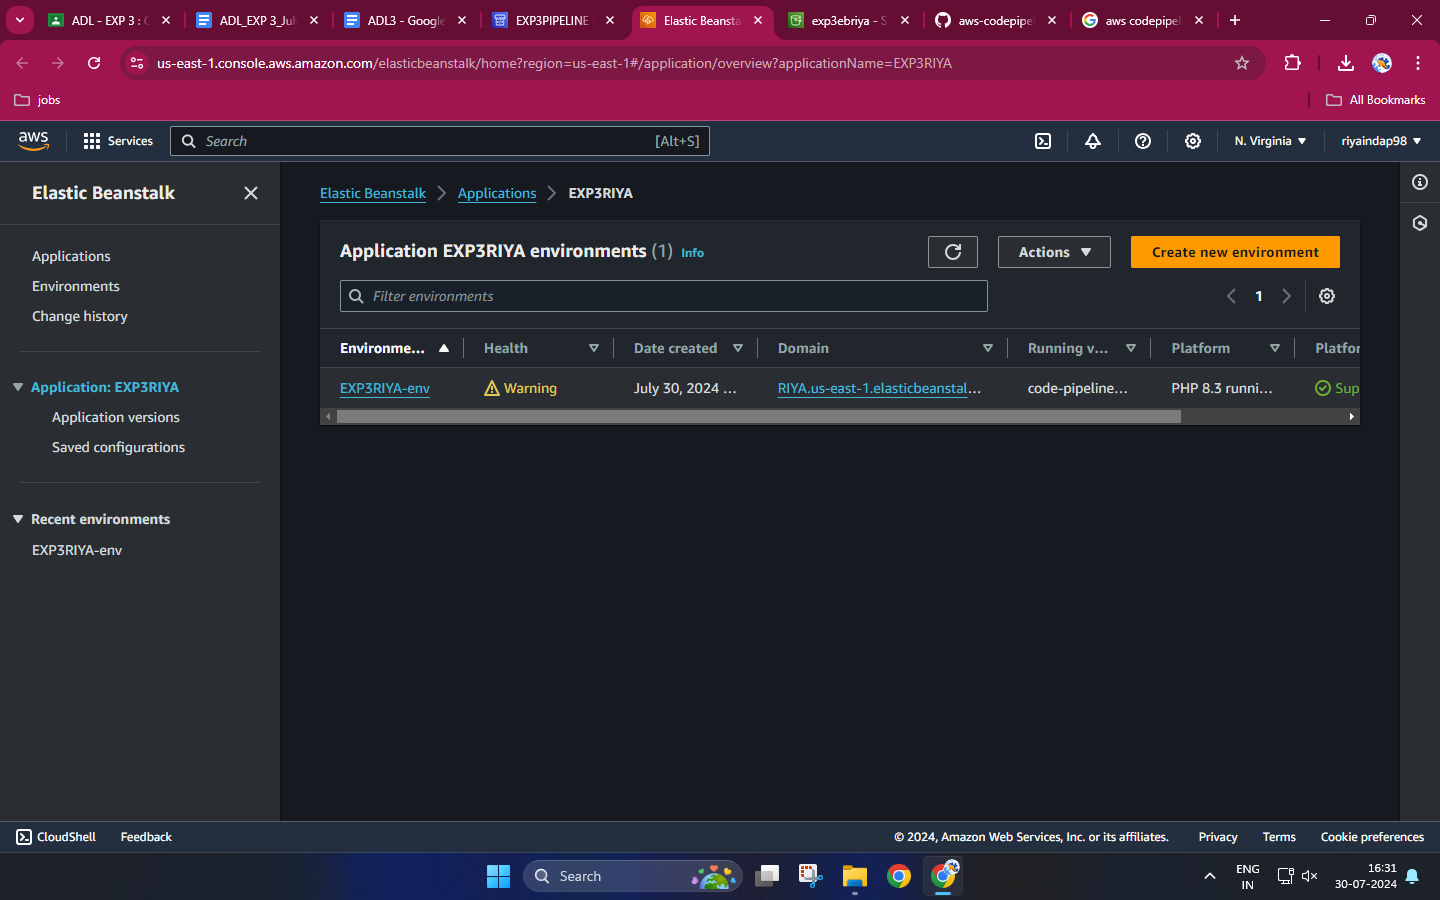 ADL - EXP 3 : C
ADL_EXP 3_July
ADL3 - Google
EXP3PIPELINE
Elastic Beansta
exp3ebriya - S
aws-codepipel
aws codepipel
us-east-1.console.aws.amazon.com/elasticbeanstalk/home?region=us-east-1#/application/overview?applicationName=EXP3RIYA
jobs
All Bookmarks
aws
Services
Search
[Alt+S]
N. Virginia
riyaindap98
Elastic Beanstalk
Applications
Environments
Change history
Application: EXP3RIYA
Application versions
Saved configurations
Recent environments
EXP3RIYA-env
Elastic Beanstalk
Applications
EXP3RIYA
Application EXP3RIYA environments (1) Info
Actions
Create new environment
Filter environments
1
Environme...
Health
Date created
Domain
Running v...
Platform
Platfor
EXP3RIYA-env
Warning
July 30, 2024 ...
RIYA.us-east-1.elasticbeanstal...
code-pipeline...
PHP 8.3 runni...
Sup
CloudShell
Feedback
© 2024, Amazon Web Services, Inc. or its affiliates.
Privacy
Terms
Cookie preferences
Search
ENG
IN
16:31
30-07-2024